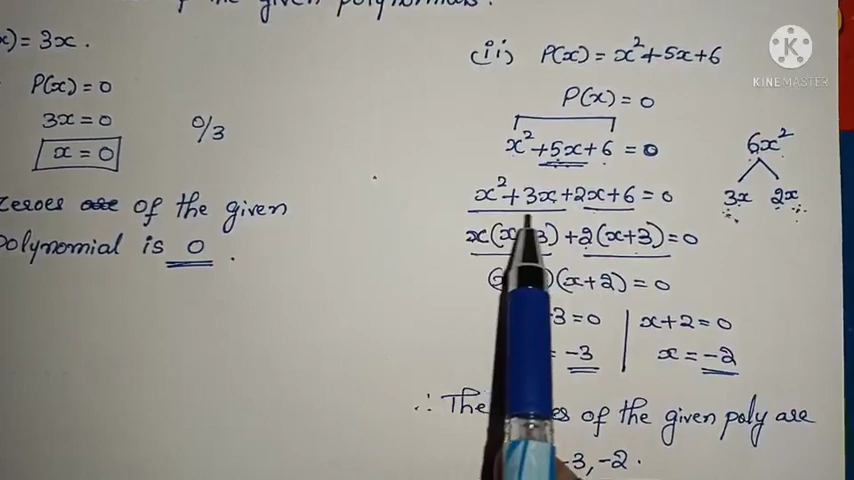 of the given polynomials.
x) = 3x.
P(x) = 0
3x = 0
0/3
x = 0
zeroes of the given
polynomial is 0.
(ii) P(x) = x²+5x+6
P(x) = 0
x²+5x+6 = 0
x²+3x+2x+6 = 0
x(x 3)+2(x+3) = 0
(x+2) = 0
3 = 0 | x+2 = 0
= -3 | x = -2
6x²
3x 2x
∴ The of the given poly are
-3, -2.
KINEMASTER